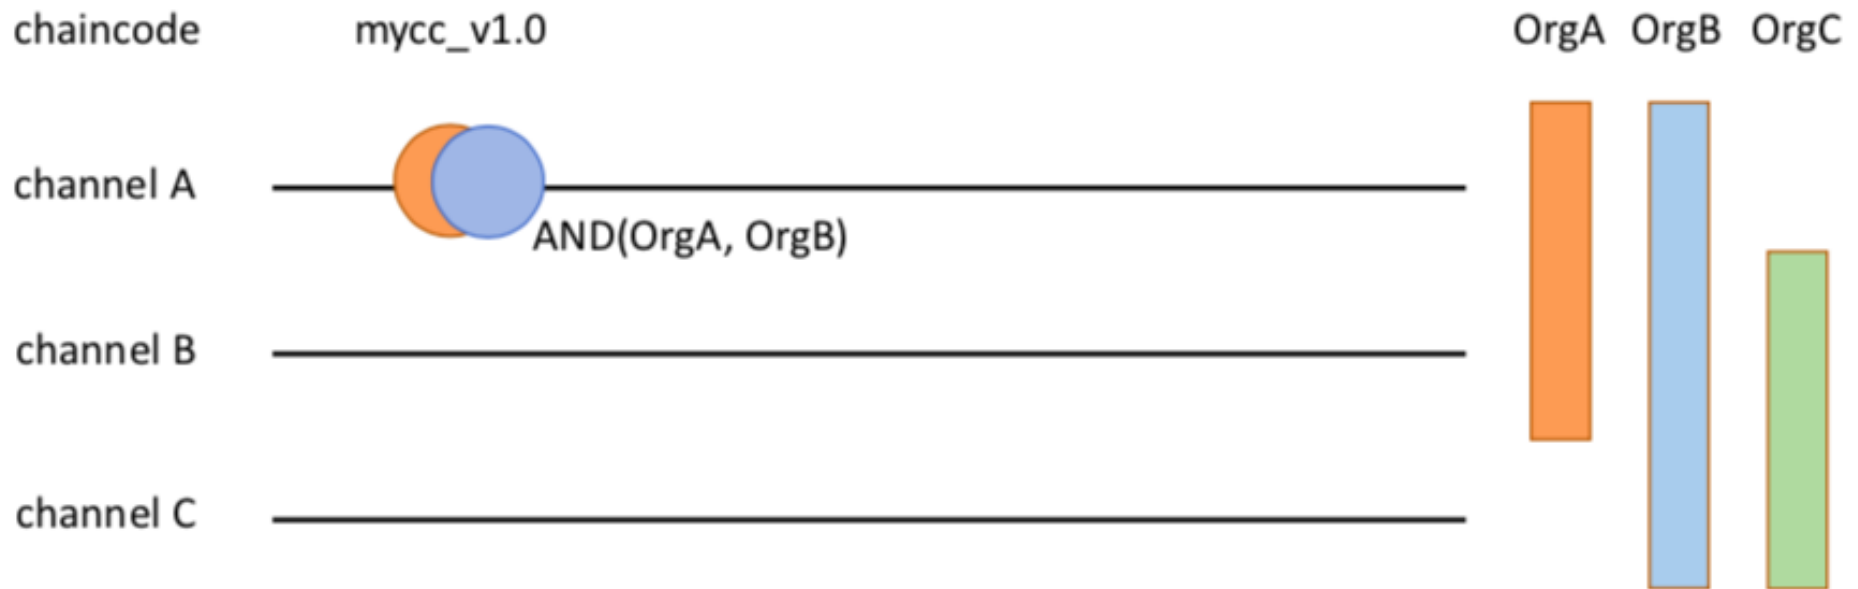 chaincode mycc_v1.0 OrgA OrgB OrgC
channel A
AND(OrgA, OrgB)
channel B
channel C